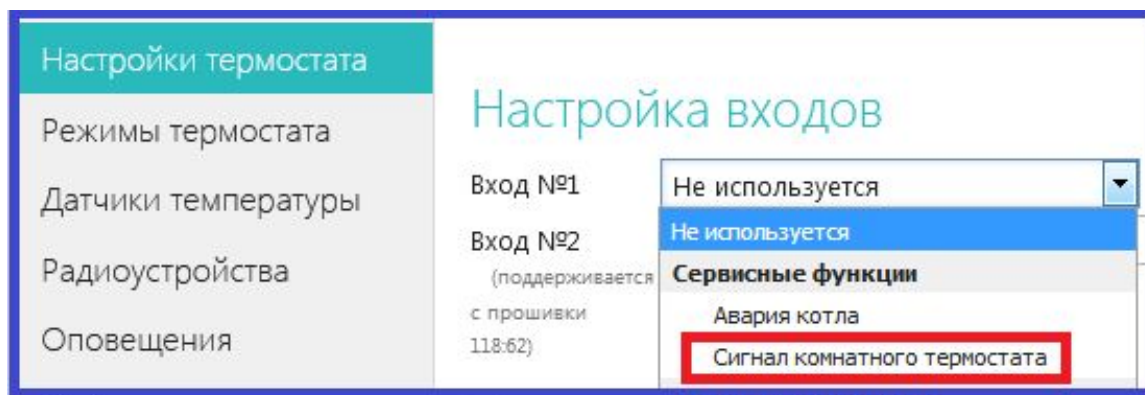 Настройки термостата
Режимы термостата
Датчики температуры
Радиоустройства
Оповещения
Настройка входов
Вход №1
Не используется
Вход №2
(поддерживается
с прошивки
118:62)
Не используется
Сервисные функции
Авария котла
Сигнал комнатного термостата